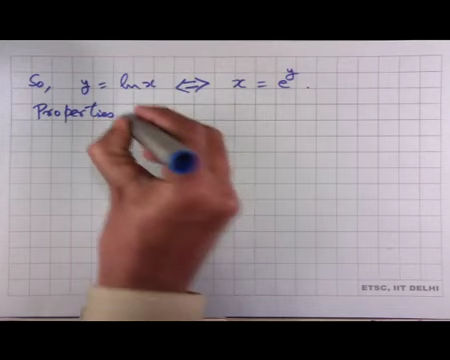 So, y = ln x ⇔ x = e^y.
Properties
ETSC, IIT DELHI